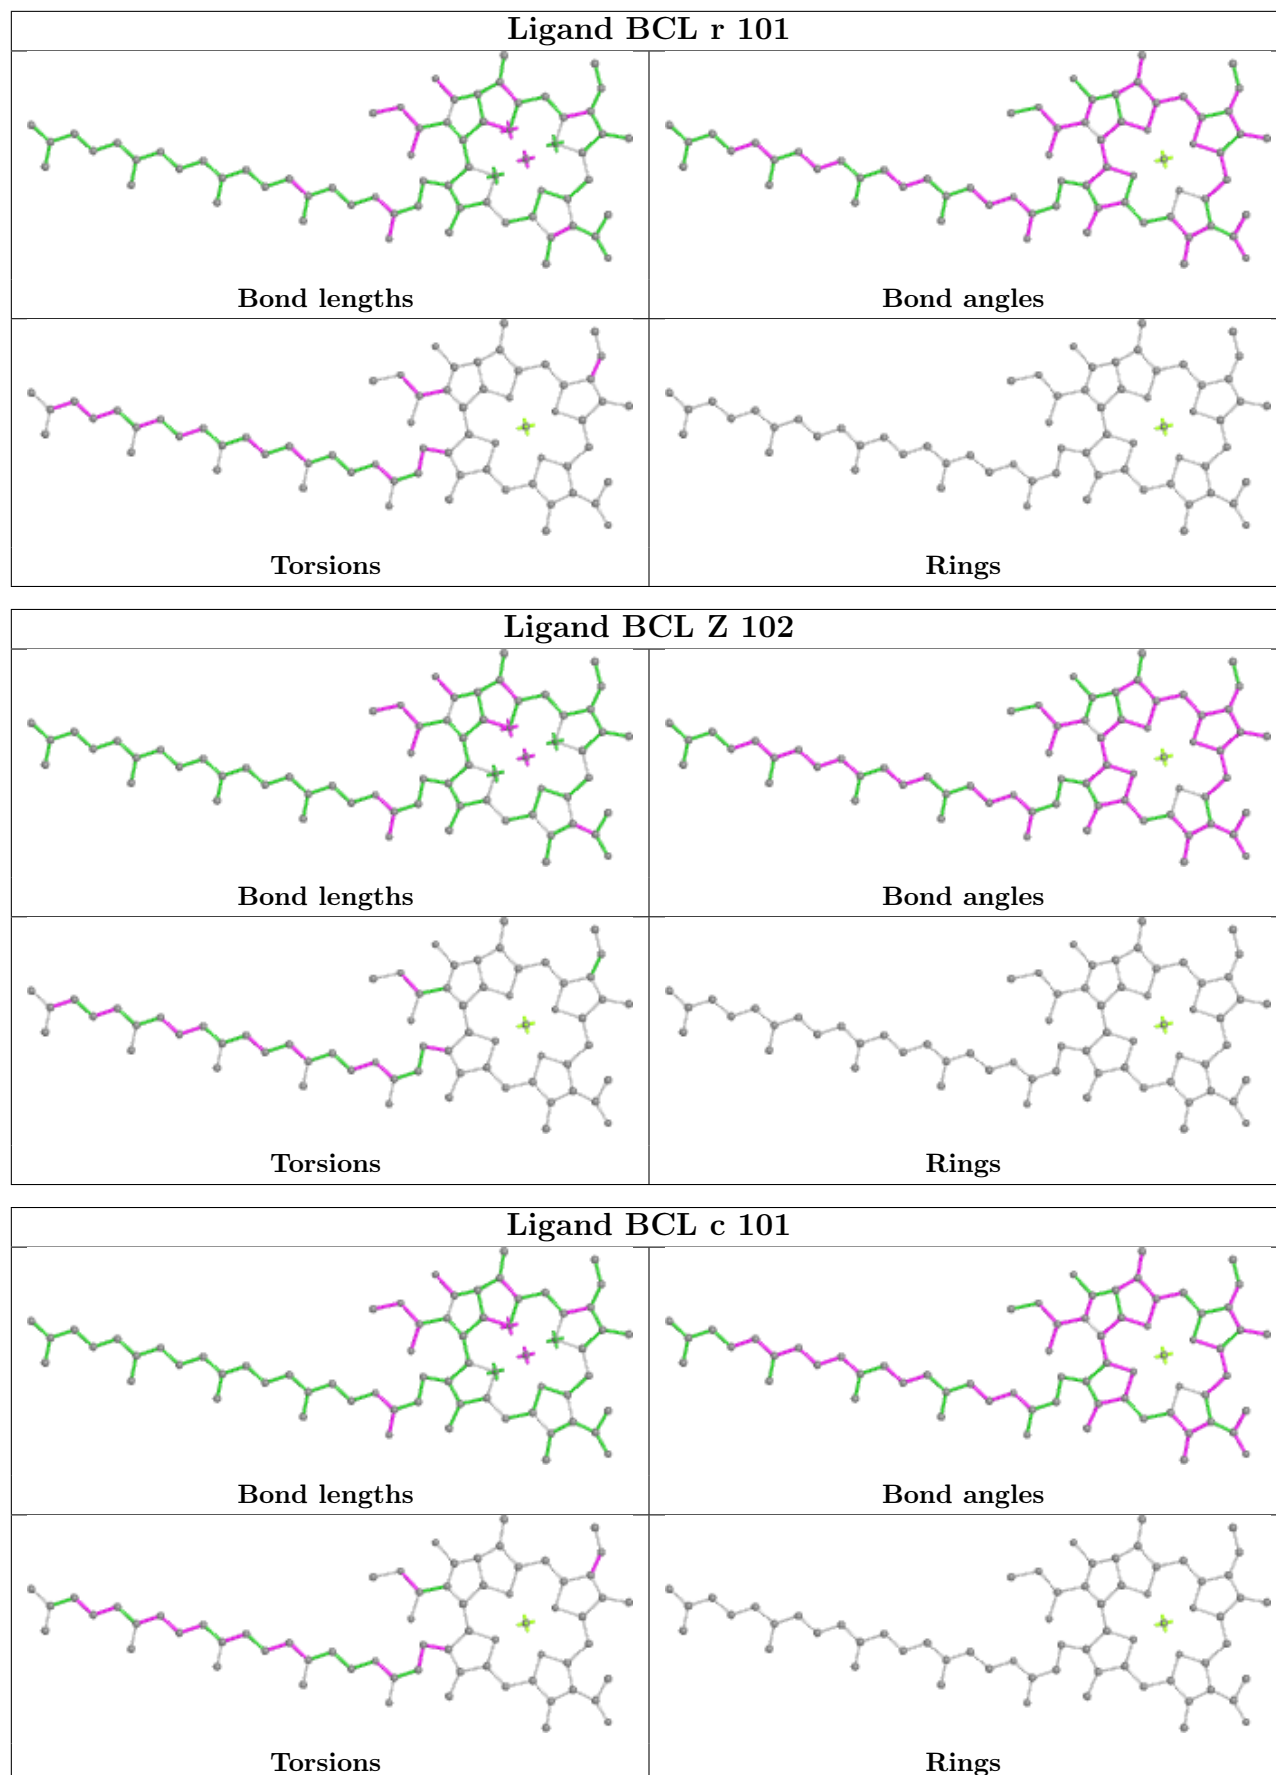 Ligand BCL r 101
Bond lengths
Bond angles
Torsions
Rings
Ligand BCL Z 102
Bond lengths
Bond angles
Torsions
Rings
Ligand BCL c 101
Bond lengths
Bond angles
Torsions
Rings